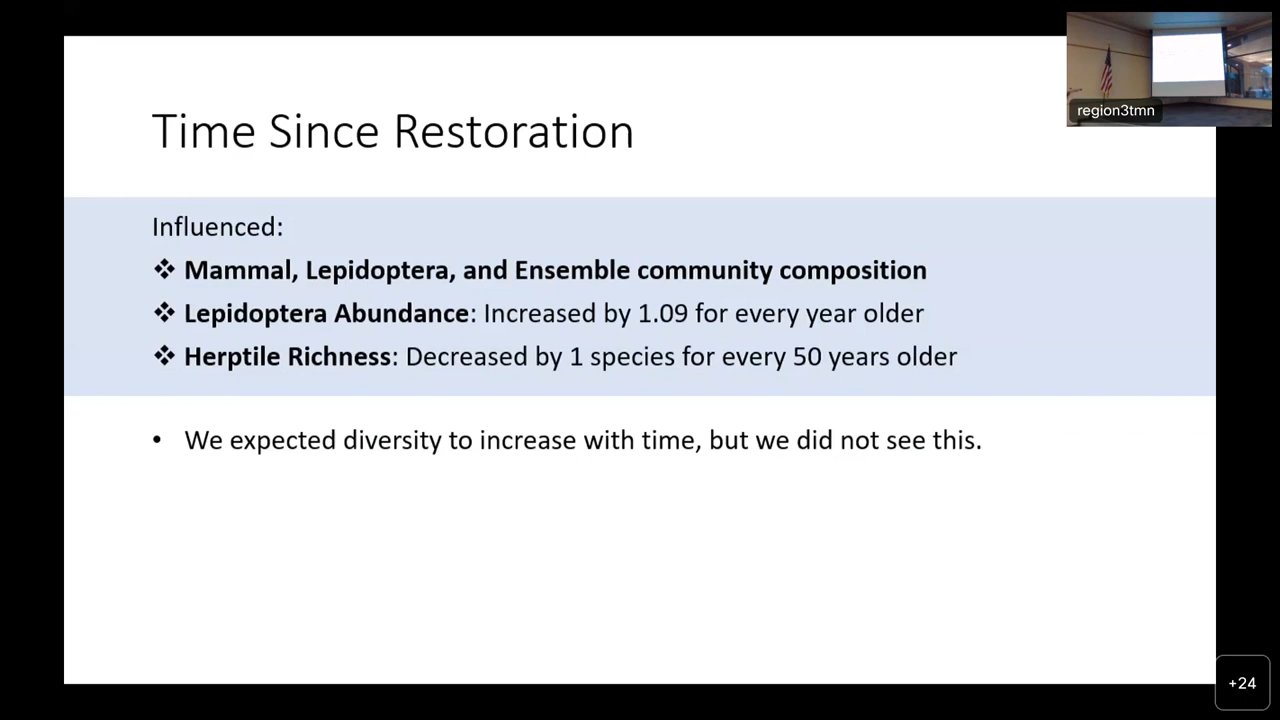 Time Since Restoration
region3tmn
Influenced:
❖ Mammal, Lepidoptera, and Ensemble community composition
❖ Lepidoptera Abundance: Increased by 1.09 for every year older
❖ Herptile Richness: Decreased by 1 species for every 50 years older
• We expected diversity to increase with time, but we did not see this.
+24